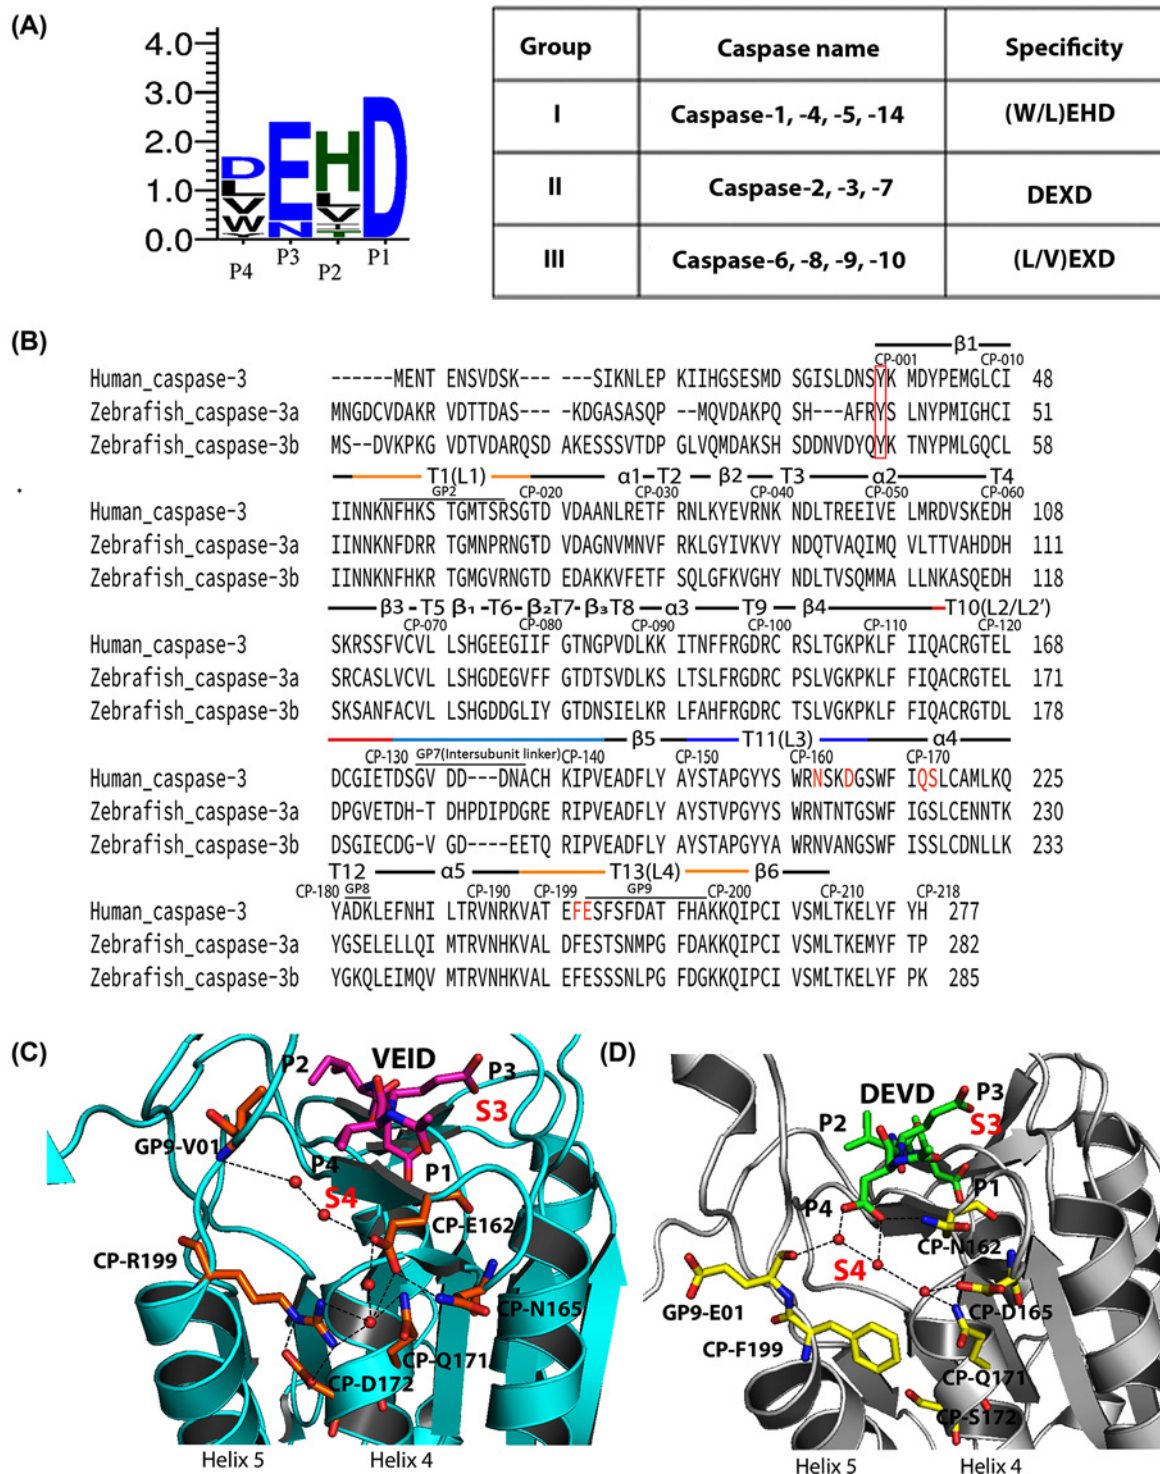 (A)
4.0
3.0
2.0
1.0
0.0
D
L
V
W
E
N
H
L
V
I
D
P4
P3
P2
P1
Group Caspase name Specificity
I Caspase-1, -4, -5, -14 (W/L)EHD
II Caspase-2, -3, -7 DEXD
III Caspase-6, -8, -9, -10 (L/V)EXD
(B)
β1
CP-001 CP-010
Human_caspase-3 ------MENT ENSVDSK--- ---SIKNLEP KIIHGSESMD SGISLDNSYK MDYPEMGLCI 48
Zebrafish_caspase-3a MNGDCVDAKR VDTTDAS--- -KDGASASQP --MQVDAKPQ SH---AFRYS LNYPMIGHCI 51
Zebrafish_caspase-3b MS--DVKPKG VDTVDARQSD AKESSSVTDP GLVQMDAKSH SDDNVDYQYK TNYPMLGQCL 58
T1(L1) α1 T2 β2 T3 α2 T4
GP2 CP-020 CP-030 CP-040 CP-050 CP-060
Human_caspase-3 IINNKNFHKS TGMTSRSGTD VDAANLRETF RNLKYEVRNK NDLTREEIVE LMRDVSKEDH 108
Zebrafish_caspase-3a IINNKNFDRR TGMNPRNGTD VDAGNVMNVF RKLGYIVKVY NDQTVAQIMQ VLTTVAHDDH 111
Zebrafish_caspase-3b IINNKNFHKR TGMGVRNGTD EDAKKVFETF SQLGFKVGHY NDLTVSQMMA LLNKASQEDH 118
β3 T5 β₁ T6 β₂T7 β₃T8 α3 T9 β4 T10(L2/L2')
CP-070 CP-080 CP-090 CP-100 CP-110 CP-120
Human_caspase-3 SKRSSFVCVL LSHGEEGIIF GTNGPVDLKK ITNFFRGDRC RSLTGKPKLF IIQACRGTEL 168
Zebrafish_caspase-3a SRCASLVCVL LSHGDEGVFF GTDTSVDLKS LTSLFRGDRC PSLVGKPKLF FIQACRGTEL 171
Zebrafish_caspase-3b SKSANFACVL LSHGDDGLIY GTDNSIELKR LFAHFRGDRC TSLVGKPKLF FIQACRGTEL 178
β5 T11(L3) α4
CP-130 GP7(Intersubunit linker) CP-140 CP-150 CP-160 CP-170
Human_caspase-3 DCGIETDSGV DD---DNACH KIPVEADFLY AYSTAPGYYS WRNSKDGSWF IQSLCAMLKQ 225
Zebrafish_caspase-3a DPGVETDH-T DHPDIPDGRE RIPVEADFLY AYSTVPGYYS WRNTNTGSWF IGSLCENNTK 230
Zebrafish_caspase-3b DSGIECDG-V GD---EETQ RIPVEADFLY AYSTAPGYYA WRNVANGSWF ISSLCDNLLK 233
T12 α5 T13(L4) β6
CP-180 GP8 CP-190 CP-199 GP9 CP-200 CP-210 CP-218
Human_caspase-3 YADKLEFNHI LTRVNRKVAT EFESFSFDAT FHAKKQIPCI VSMLTKELYF YH 277
Zebrafish_caspase-3a YGSELELLQI MTRVNHKVAL DFESTSNMPG FDAKKQIPCI VSMLTKEMYF TP 282
Zebrafish_caspase-3b YGKQLEIMQV MTRVNHKVAL EFESSSNLPG FDGKKQIPCI VSMLTKELYF PK 285
(C)
P2
VEID
P3
S3
GP9-V01
P4
P1
S4
CP-E162
CP-R199
CP-N165
CP-Q171
CP-D172
Helix 5 Helix 4
(D)
DEVD
P3
S3
P2
P1
P4
CP-N162
S4
GP9-E01
CP-D165
CP-F199
CP-Q171
CP-S172
Helix 5 Helix 4